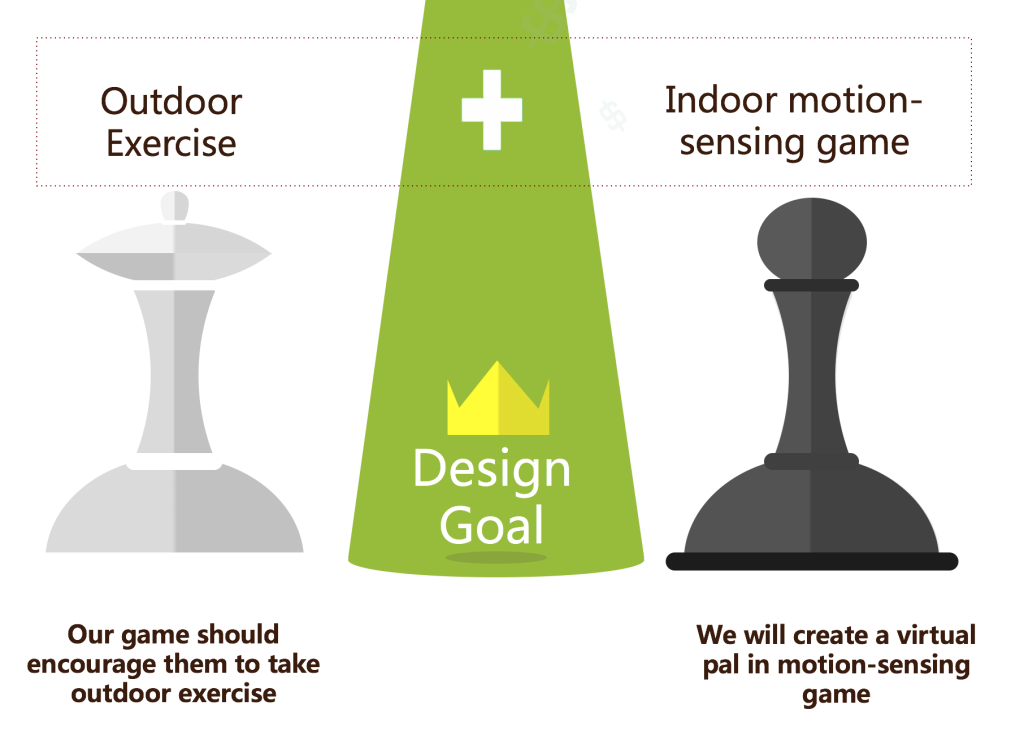 Outdoor
Exercise
Indoor motion-
sensing game
Design
Goal
Our game should
encourage them to take
outdoor exercise
We will create a virtual
pal in motion-sensing
game